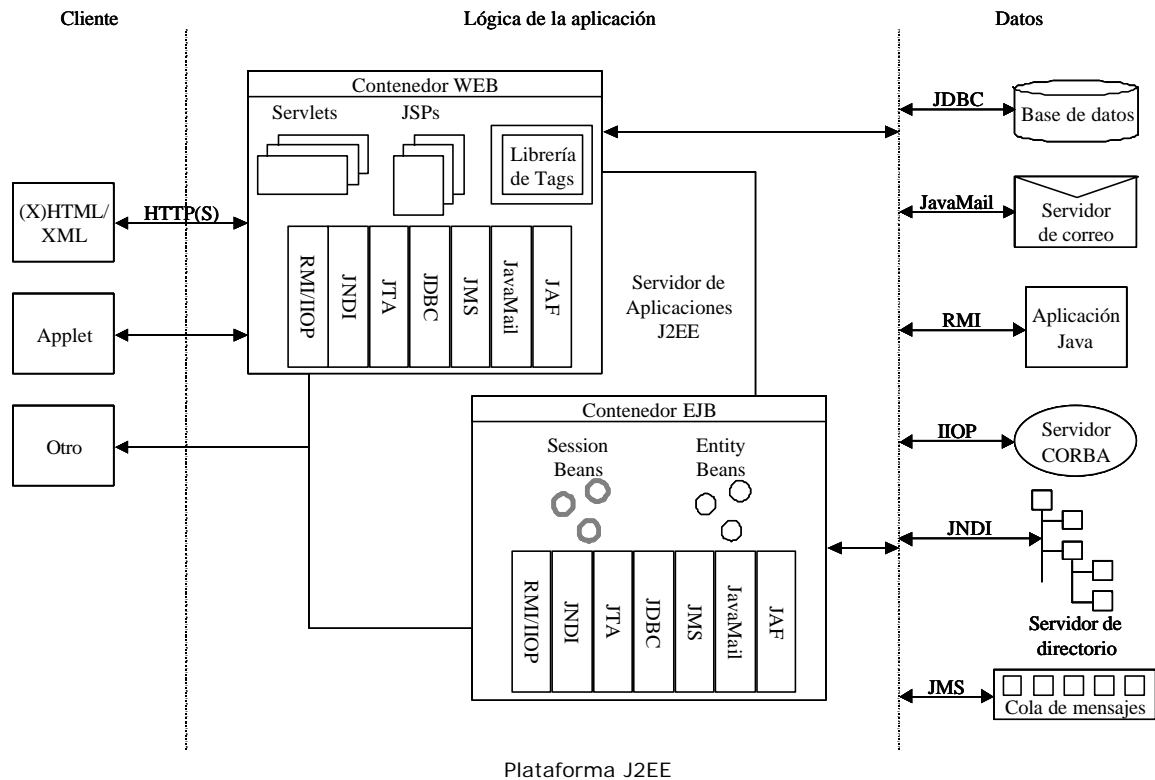 Cliente
Lógica de la aplicación
Datos
Contenedor WEB
Servlets
JSPs
Librería
de Tags
RMI/IIOP
JNDI
JTA
JDBC
JMS
JavaMail
JAF
(X)HTML/
XML
HTTP(S)
Applet
Otro
Servidor de
Aplicaciones
J2EE
Contenedor EJB
Session
Beans
Entity
Beans
RMI/IIOP
JNDI
JTA
JDBC
JMS
JavaMail
JAF
JDBC
Base de datos
JavaMail
Servidor
de correo
RMI
Aplicación
Java
IIOP
Servidor
CORBA
JNDI
Servidor de
directorio
JMS
Cola de mensajes
Plataforma J2EE